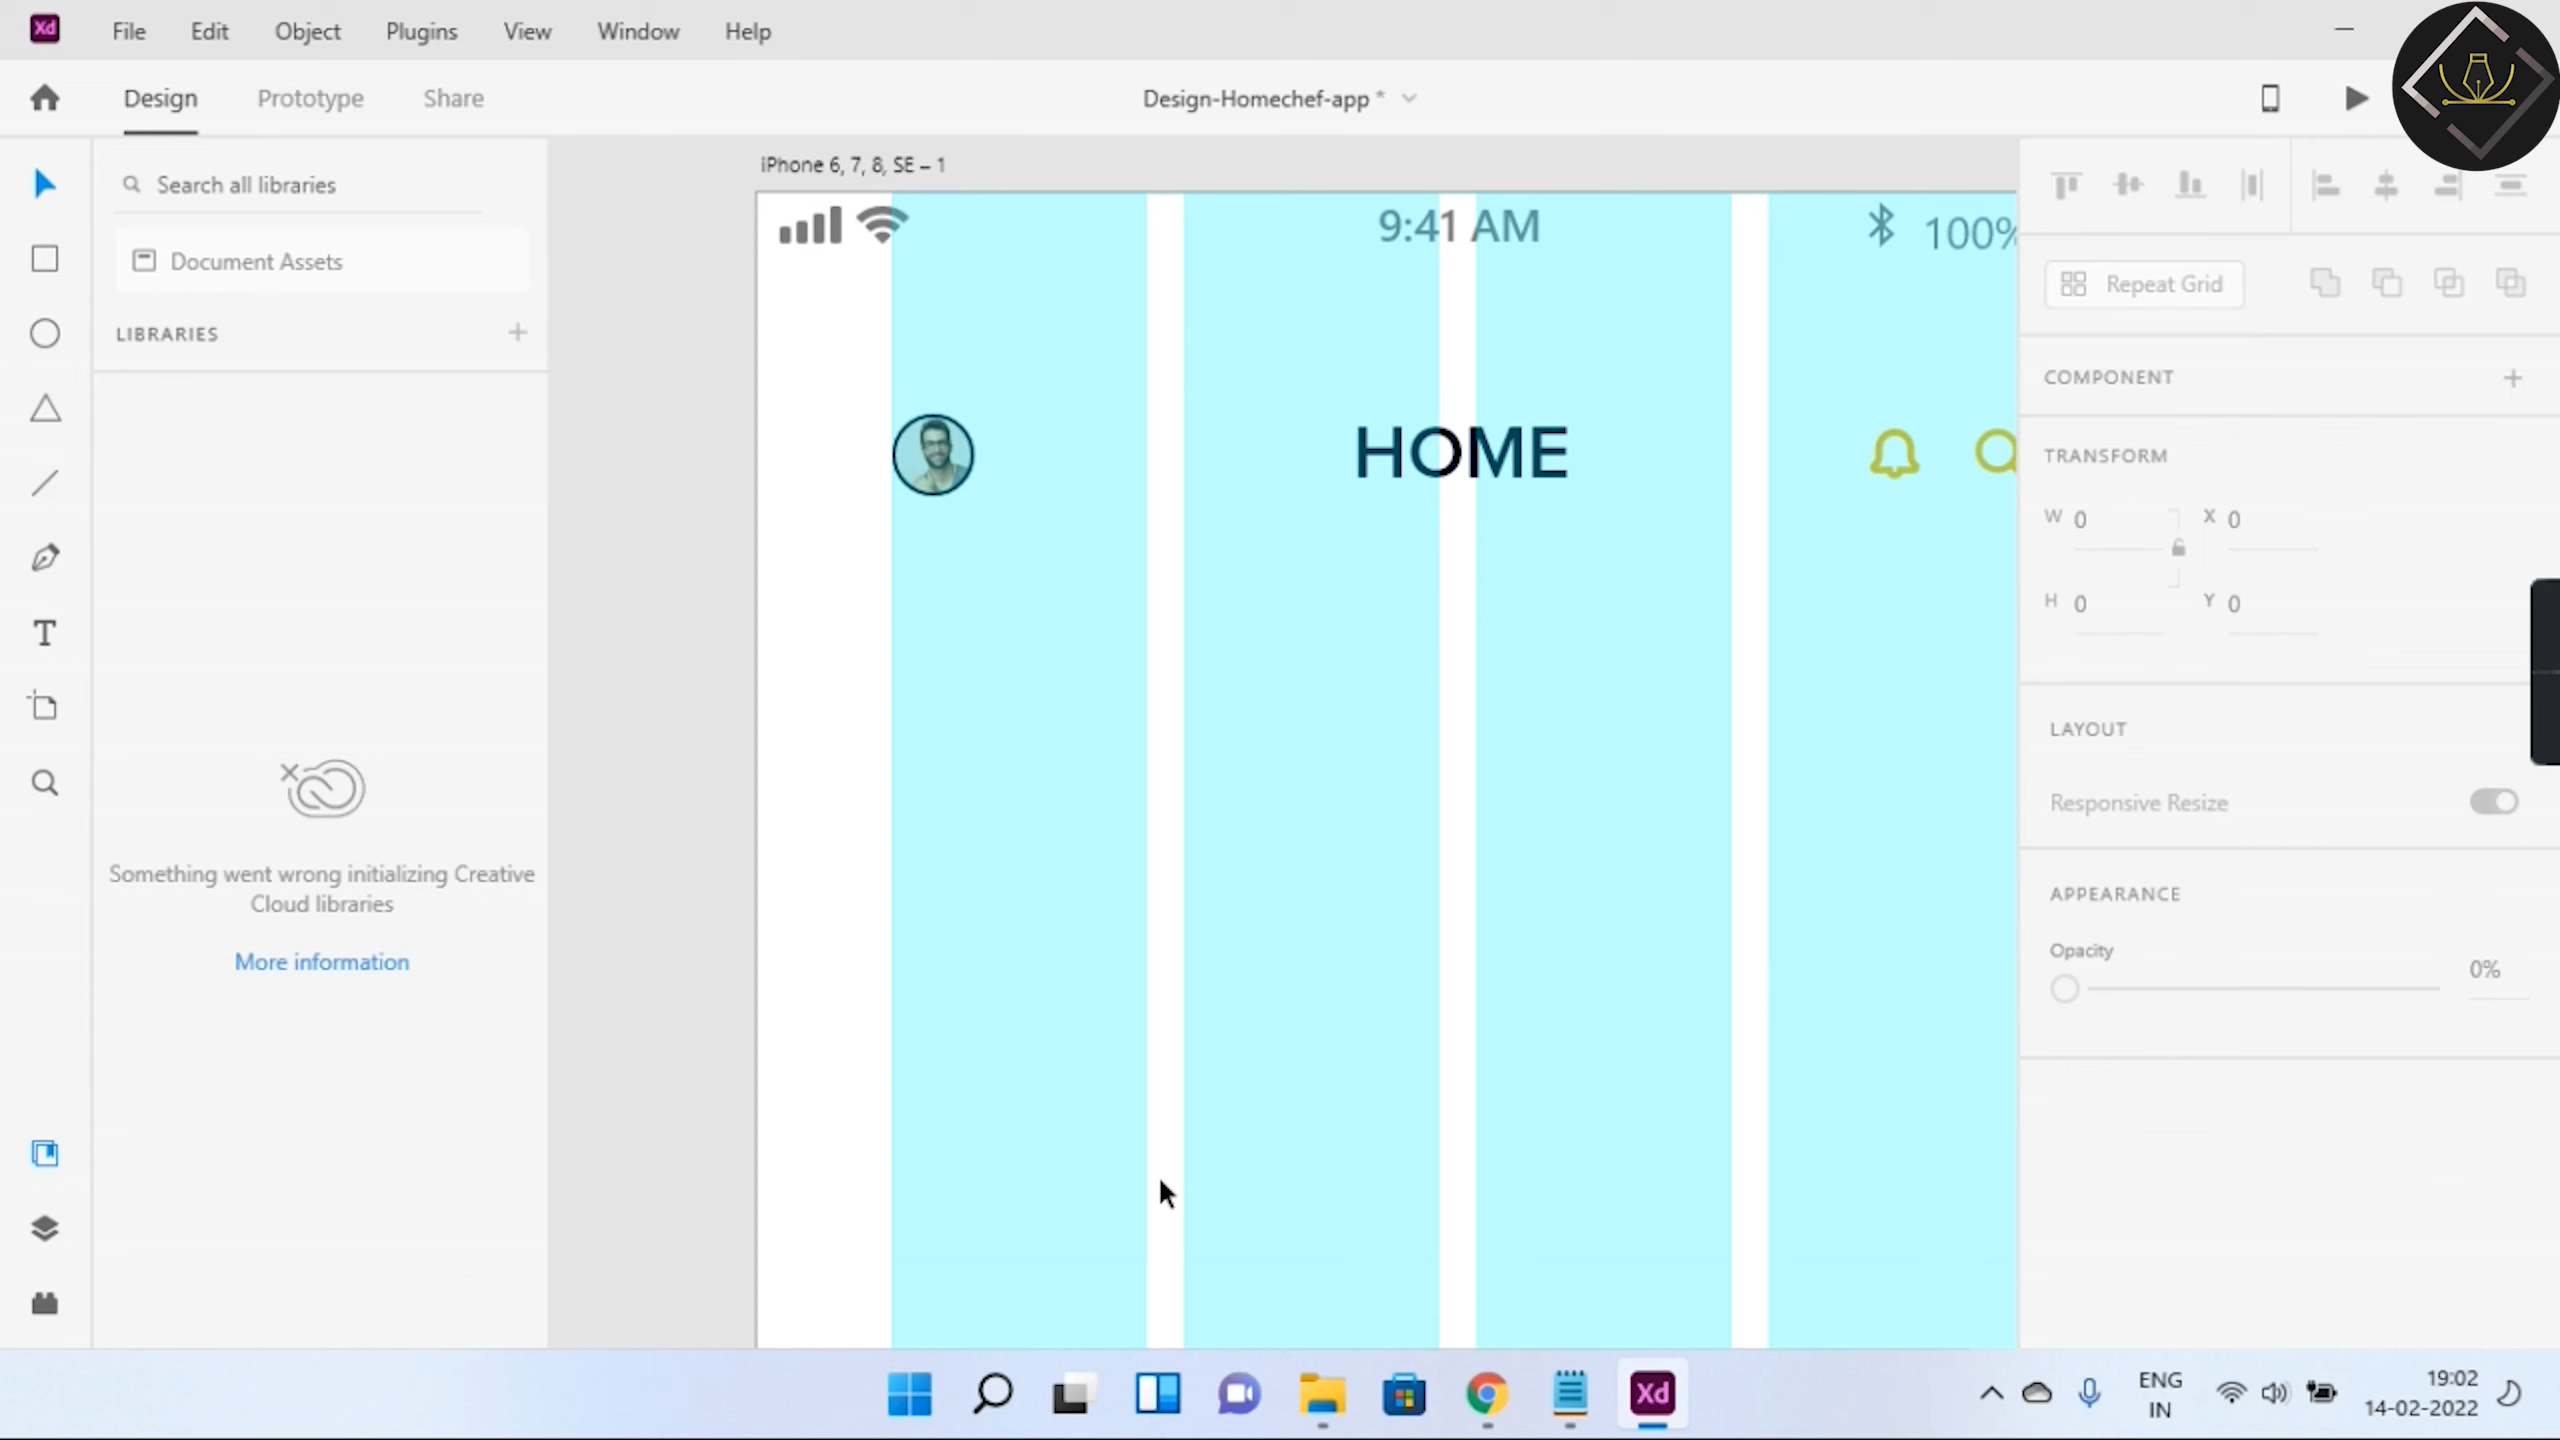 Xd File Edit Object Plugins View Window Help
Design Prototype Share Design-Homechef-app *
Search all libraries
Document Assets
LIBRARIES
Something went wrong initializing Creative
Cloud libraries
More information
iPhone 6, 7, 8, SE – 1
9:41 AM 100%
HOME
Repeat Grid
COMPONENT
TRANSFORM
W 0 X 0
H 0 Y 0
LAYOUT
Responsive Resize
APPEARANCE
Opacity
0%
Xd
ENG
IN
19:02
14-02-2022